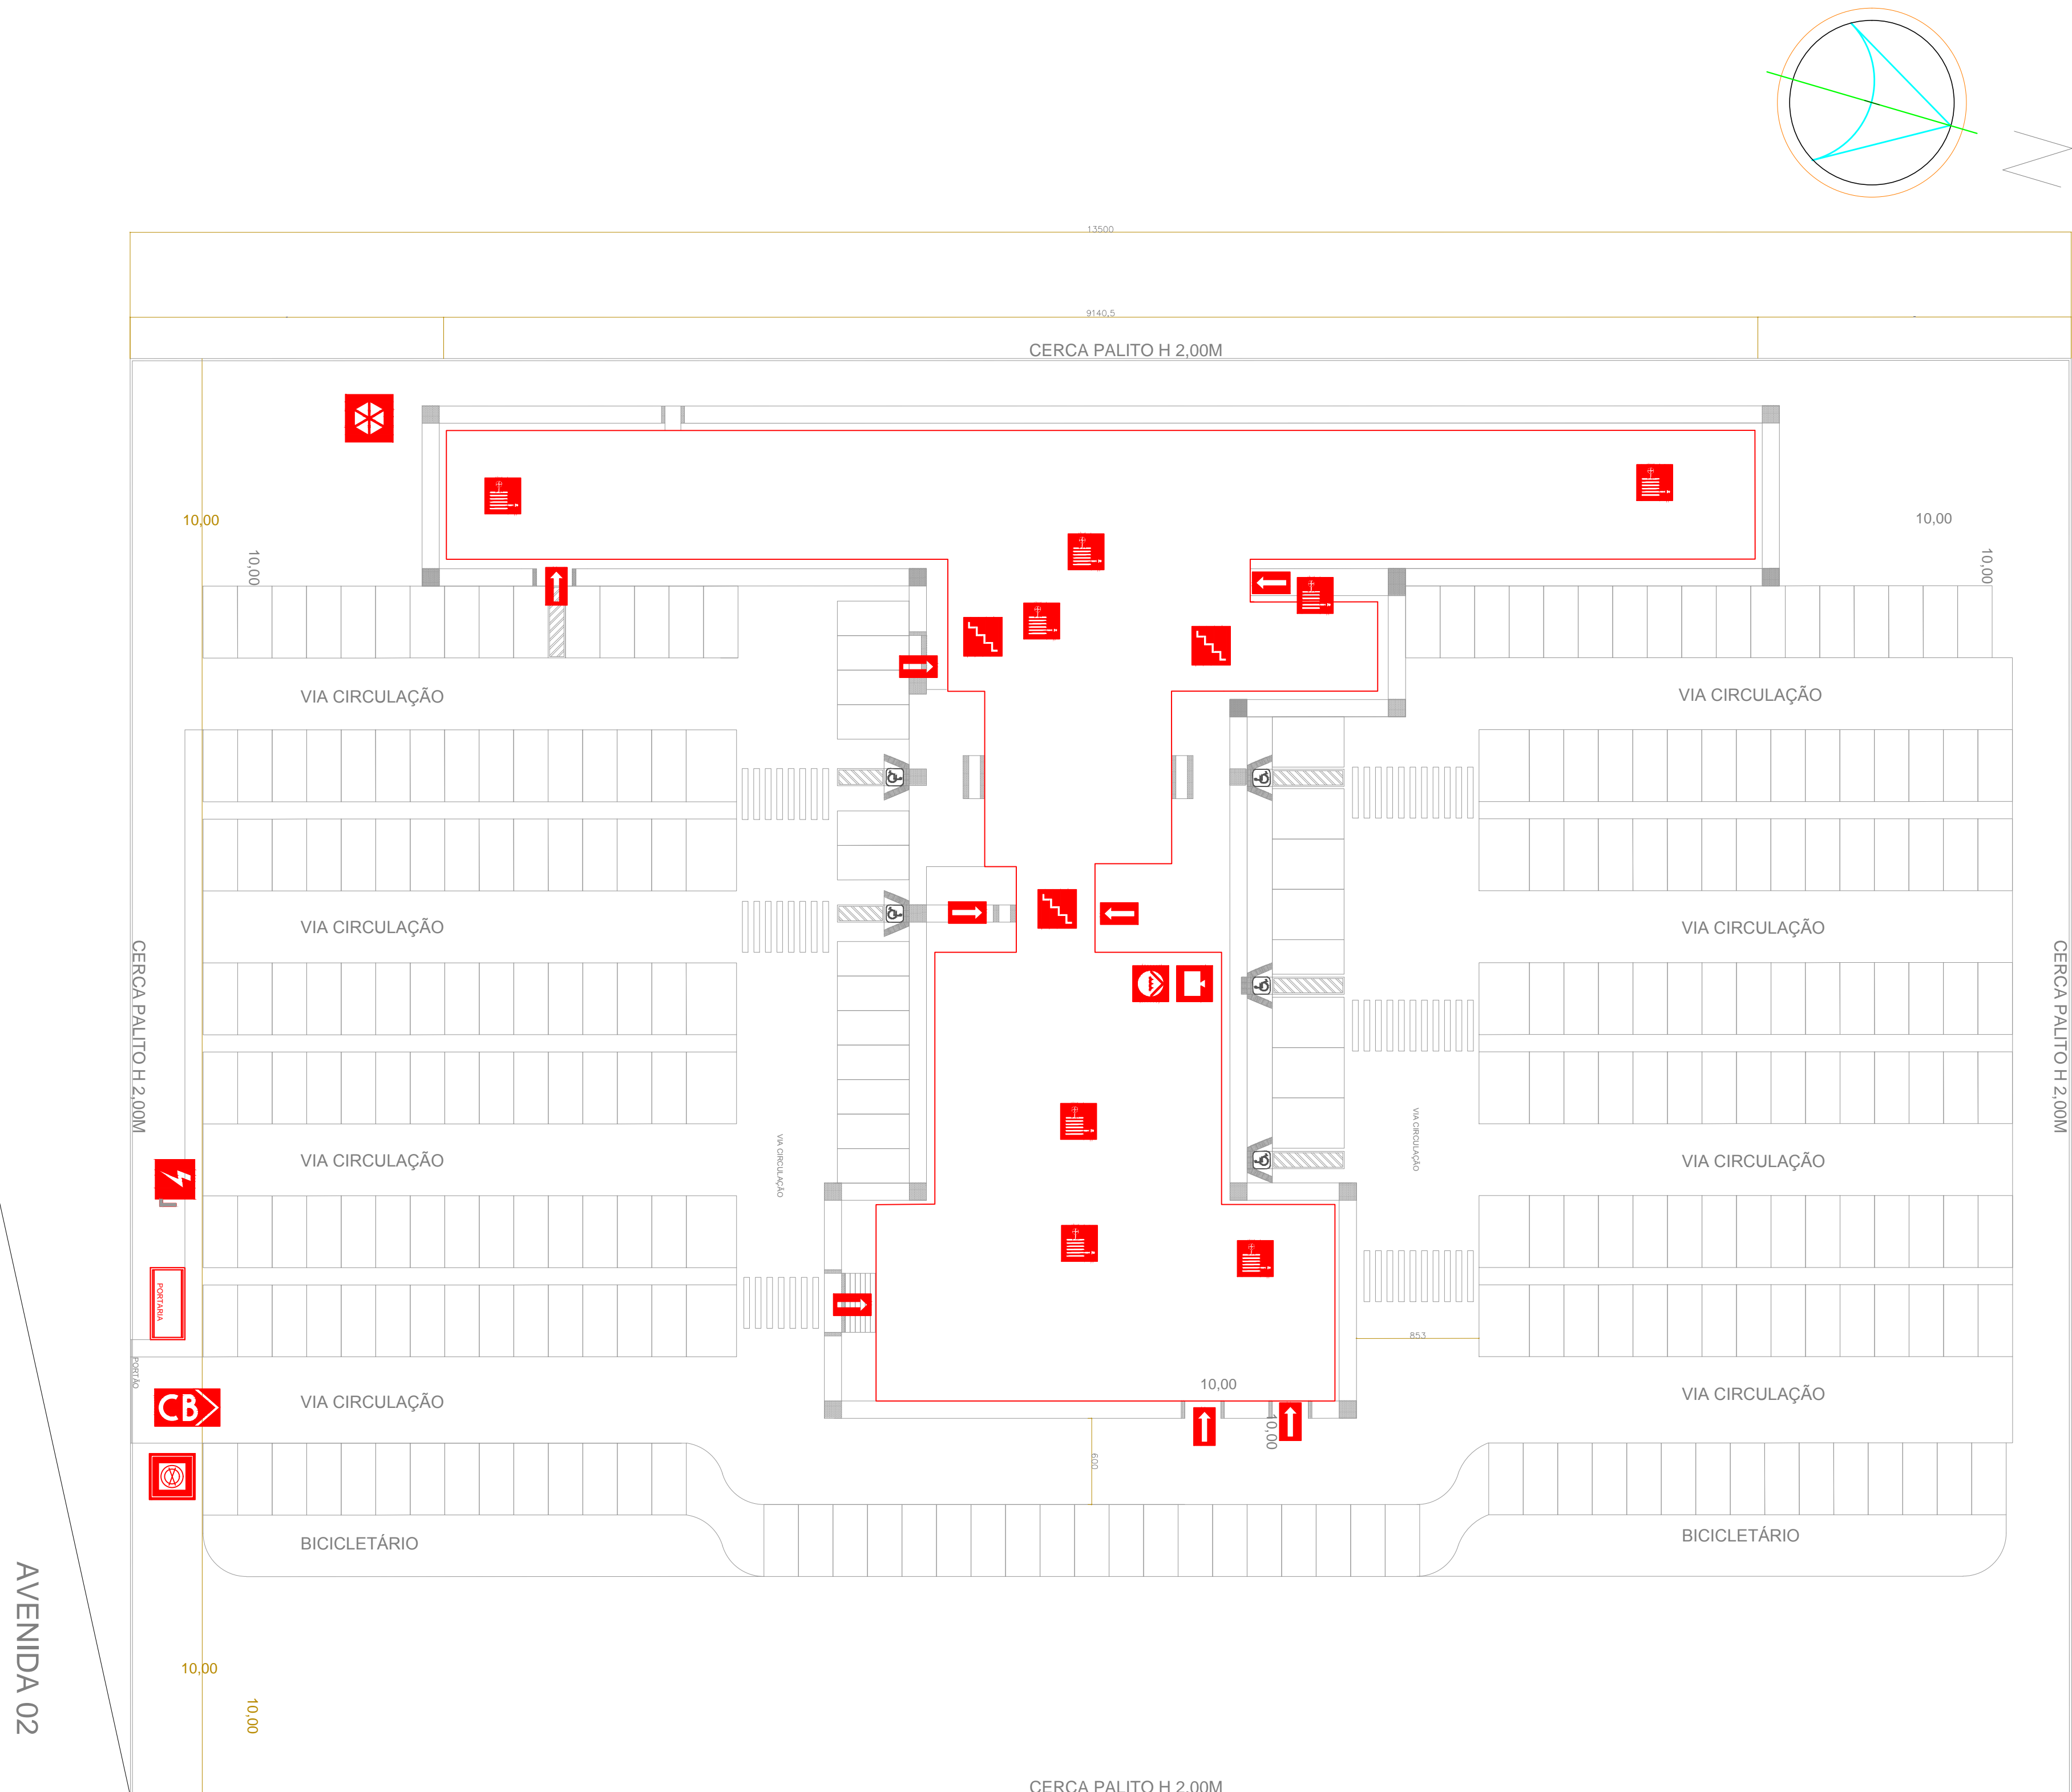 13500
9140,5
CERCA PALITO H 2,00M
10,00
10,00
10,00
10,00
VIA CIRCULAÇÃO
VIA CIRCULAÇÃO
VIA CIRCULAÇÃO
VIA CIRCULAÇÃO
CERCA PALITO H 2,00M
CERCA PALITO H 2,00M
VIA CIRCULAÇÃO
VIA CIRCULAÇÃO
VIA CIRCULAÇÃO
VIA CIRCULAÇÃO
PORTARIA
853
PORTÃO
CB
VIA CIRCULAÇÃO
10,00
10,00
VIA CIRCULAÇÃO
600
BICICLETÁRIO
BICICLETÁRIO
AVENIDA 02
10,00
10,00
CERCA PALITO H 2,00M